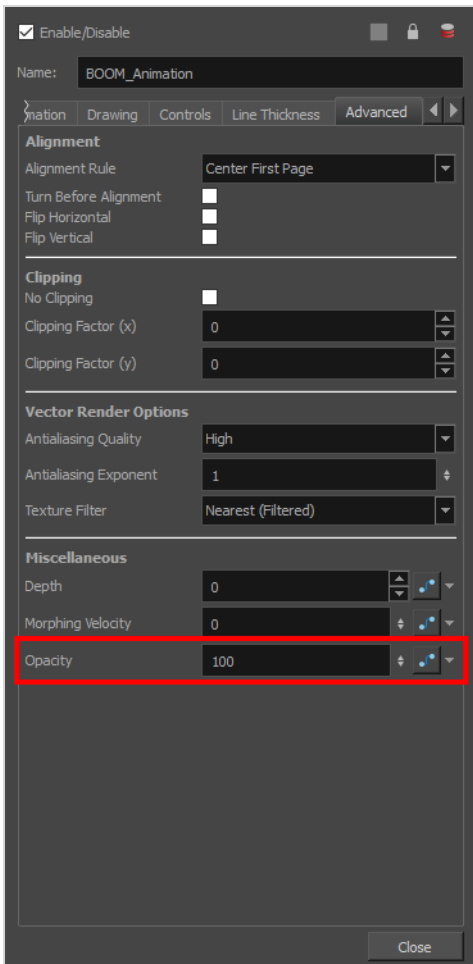 Enable/Disable
Name: BOOM_Animation
mation Drawing Controls Line Thickness Advanced
Alignment
Alignment Rule Center First Page
Turn Before Alignment
Flip Horizontal
Flip Vertical
Clipping
No Clipping
Clipping Factor (x) 0
Clipping Factor (y) 0
Vector Render Options
Antialiasing Quality High
Antialiasing Exponent 1
Texture Filter Nearest (Filtered)
Miscellaneous
Depth 0
Morphing Velocity 0
Opacity 100
Close